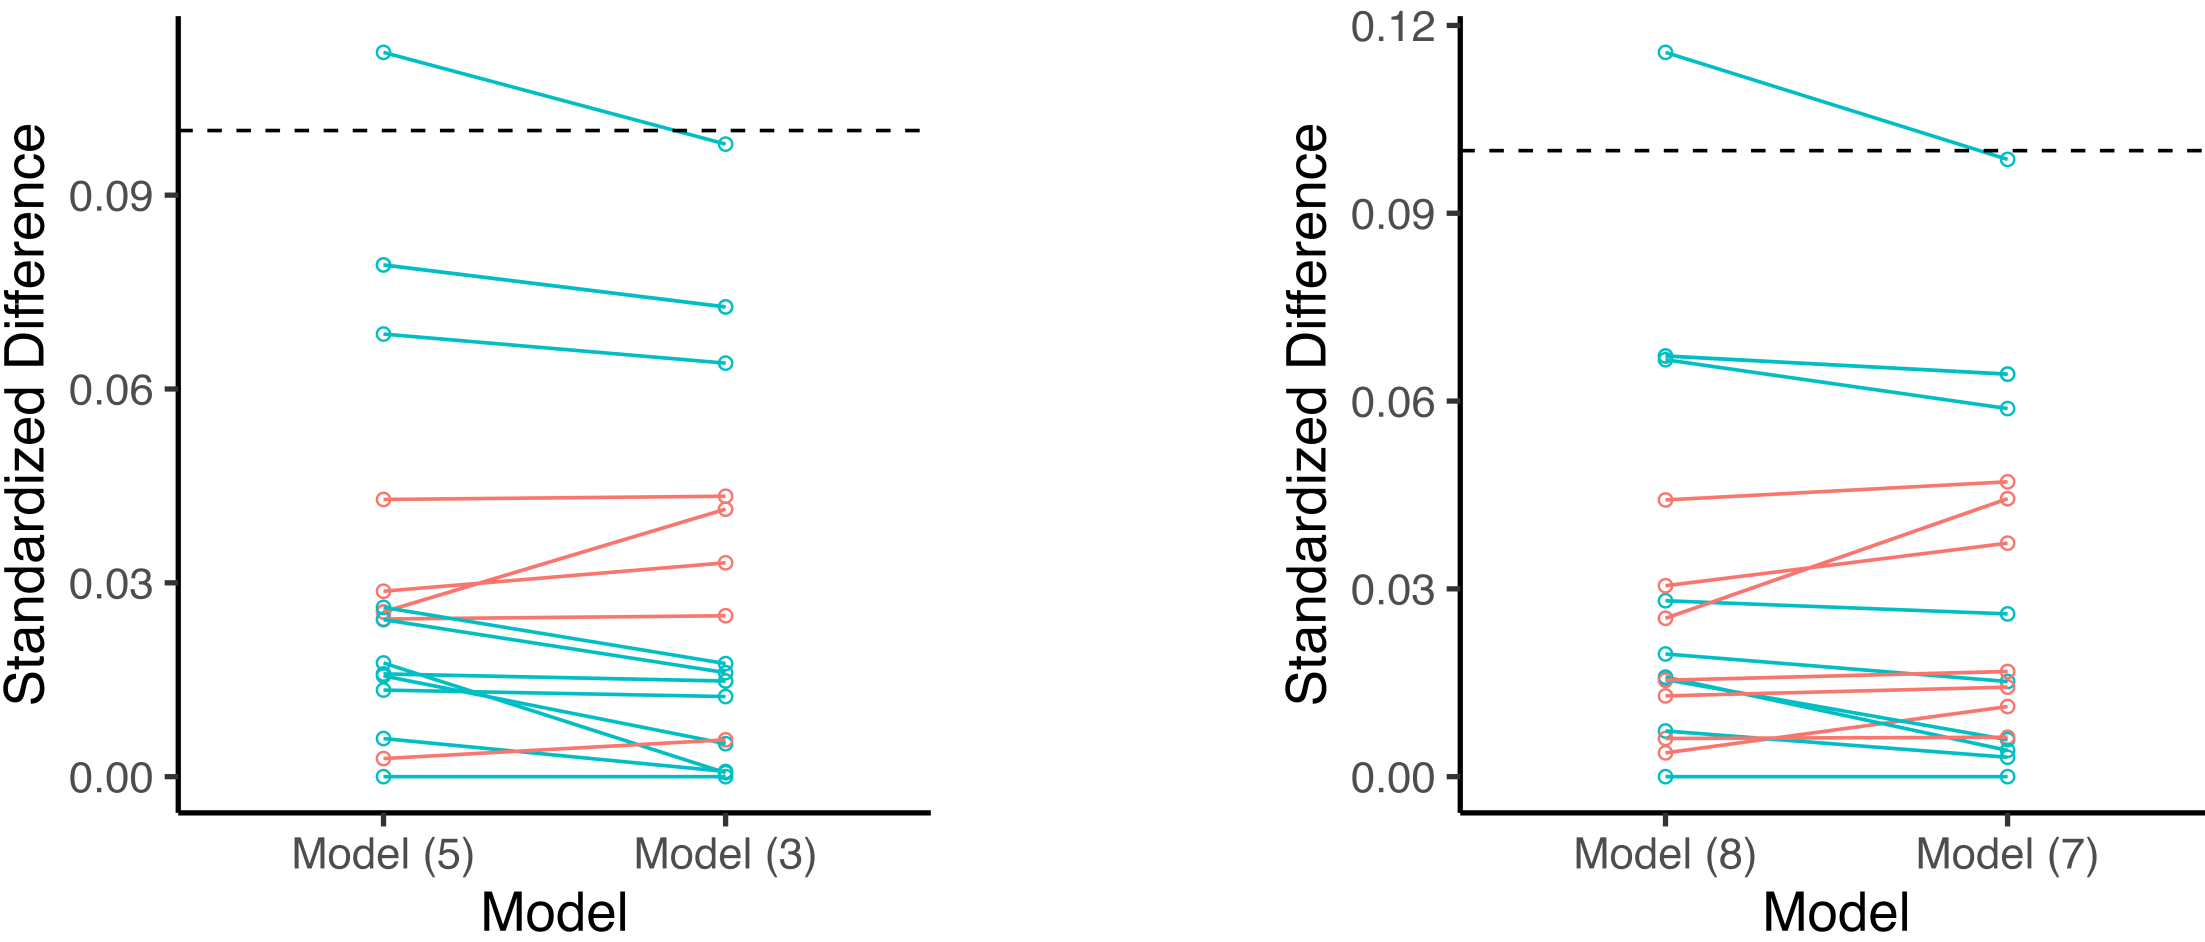 Standardized Difference
0.09
0.06
0.03
0.00
Model (5)
Model (3)
Model
Standardized Difference
0.12
0.09
0.06
0.03
0.00
Model (8)
Model (7)
Model